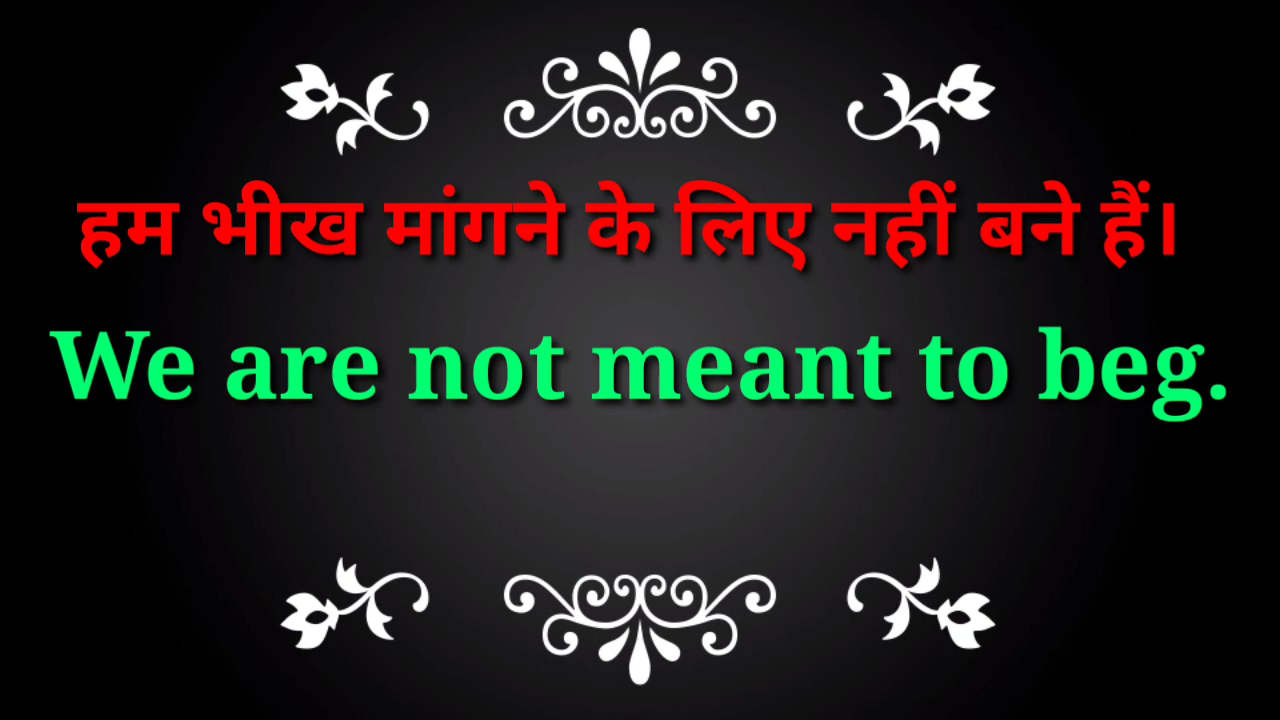 हम भीख मांगने के लिए नहीं बने हैं।
We are not meant to beg.